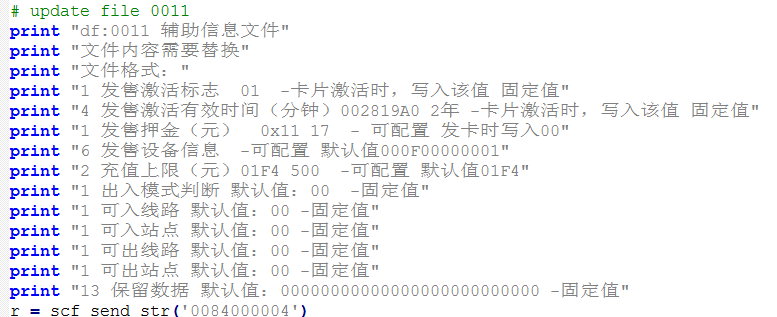 # update file 0011
print "df:0011 辅助信息文件"
print "文件内容需要替换"
print "文件格式："
print "1 发售激活标志  01  -卡片激活时，写入该值 固定值"
print "4 发售激活有效时间（分钟）002819A0 2年 -卡片激活时，写入该值 固定值"
print "1 发售押金（元）  0x11 17  - 可配置 发卡时写入00"
print "6 发售设备信息  -可配置 默认值000F00000001"
print "2 充值上限（元）01F4 500  -可配置 默认值01F4"
print "1 出入模式判断 默认值：00  -固定值"
print "1 可入线路 默认值：00 -固定值"
print "1 可入站点 默认值：00 -固定值"
print "1 可出线路 默认值：00 -固定值"
print "1 可出站点 默认值：00 -固定值"
print "13 保留数据 默认值：00000000000000000000000000 -固定值"
r = scf_send_str('0084000004')